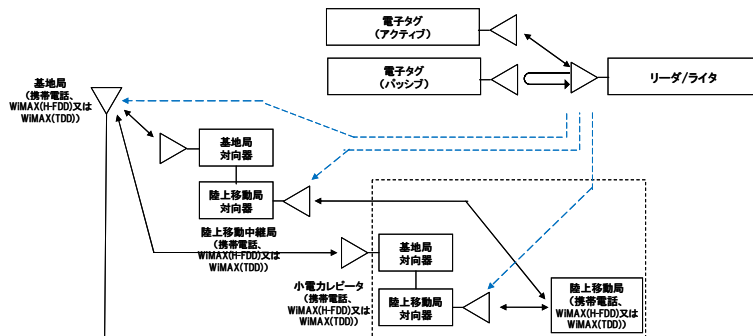 電子タグ
(アクティブ)
電子タグ
(パッシブ)
リーダ/ライタ
基地局
(携帯電話、
WiMAX(H-FDD)又は
WiMAX(TDD))
基地局
対向器
陸上移動局
対向器
陸上移動中継局
(携帯電話、
WiMAX(H-FDD)又は
WiMAX(TDD))
基地局
対向器
小電力レピータ
(携帯電話、
WiMAX(H-FDD)又は
WiMAX(TDD))
陸上移動局
対向器
陸上移動局
(携帯電話、
WiMAX(H-FDD)又は
WiMAX(TDD))